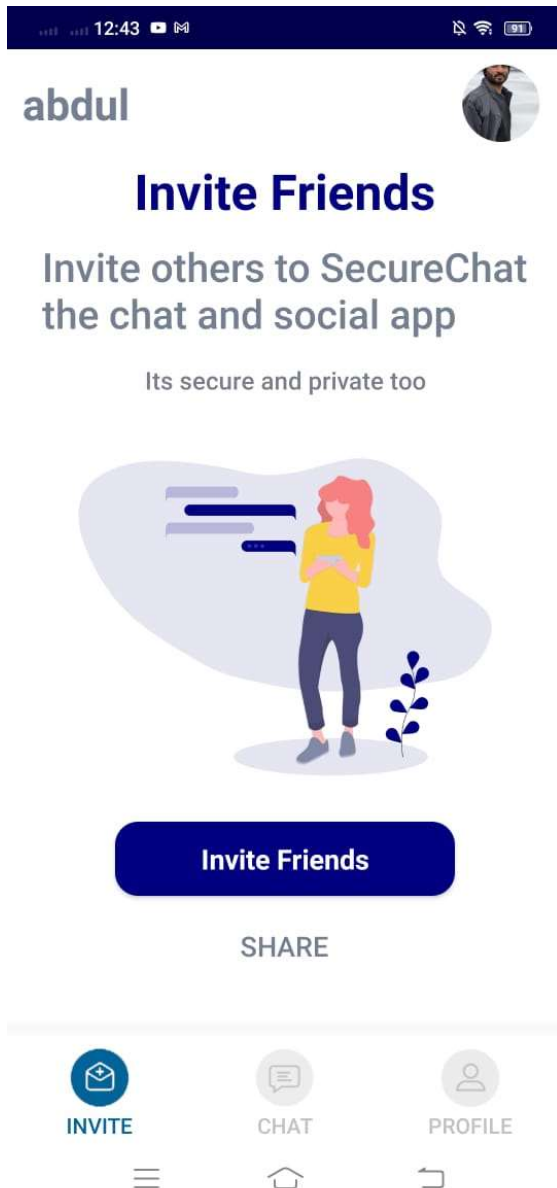 12:43
91
abdul
Invite Friends
Invite others to SecureChat
the chat and social app
Its secure and private too
Invite Friends
SHARE
INVITE CHAT PROFILE